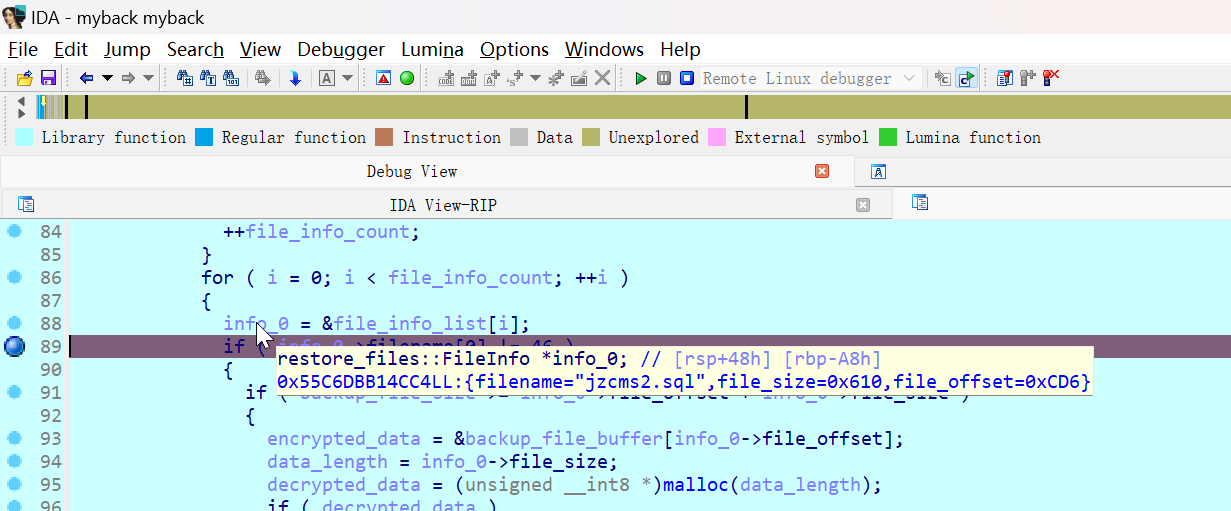 IDA - myback myback
File Edit Jump Search View Debugger Lumina Options Windows Help
Remote Linux debugger
Library function Regular function Instruction Data Unexplored External symbol Lumina function
Debug View
IDA View-RIP
84 ++file_info_count;
85 }
86 for ( i = 0; i < file_info_count; ++i )
87 {
88 info_0 = &file_info_list[i];
89 if ( info_0->filename[0] != 46 )
restore_files::FileInfo *info_0; // [rsp+48h] [rbp-A8h]
90 {
0x55C6DBB14CC4LL:{filename="jzcms2.sql",file_size=0x610,file_offset=0xCD6}
91 if ( backup_file_size >= info_0->file_offset + info_0->file_size )
92 {
93 encrypted_data = &backup_file_buffer[info_0->file_offset];
94 data_length = info_0->file_size;
95 decrypted_data = (unsigned __int8 *)malloc(data_length);
96 if ( decrypted_data )